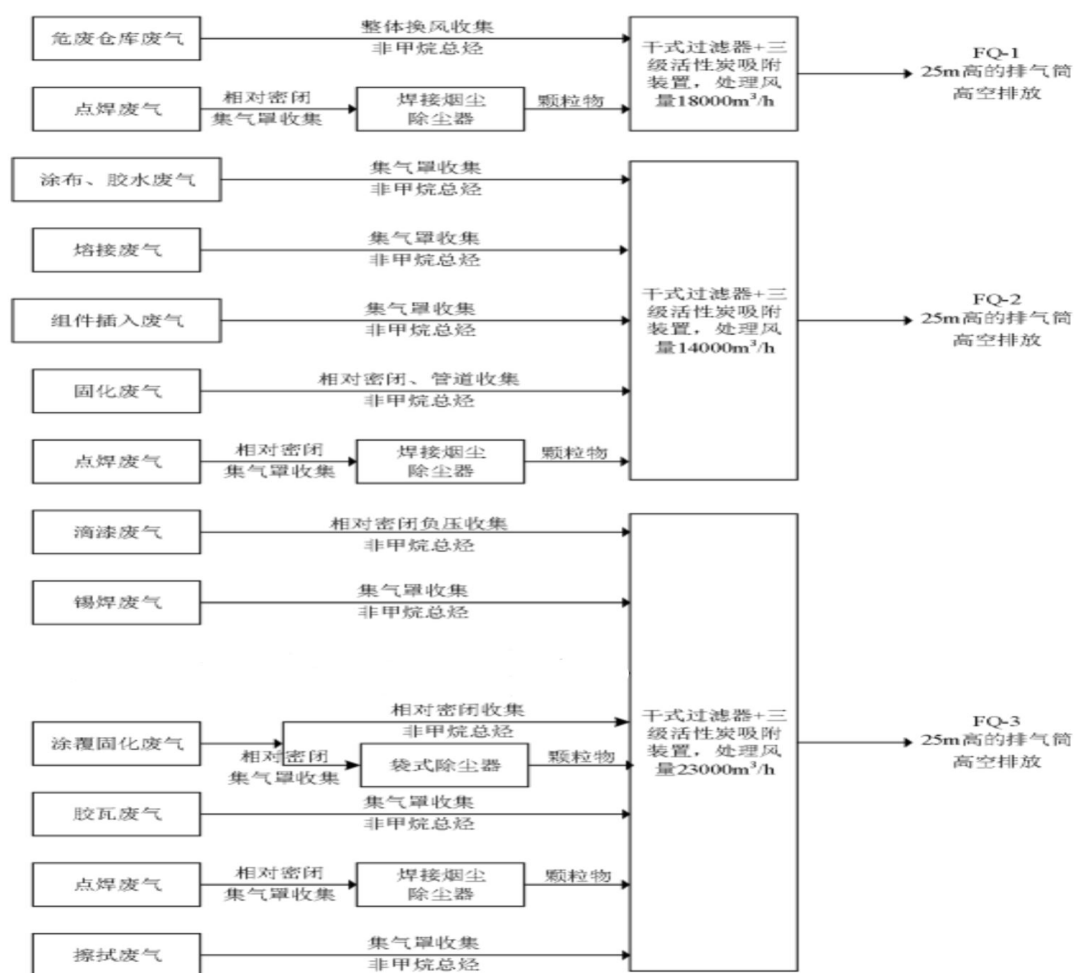 危废仓库废气
整体换风收集
非甲烷总烃
点焊废气
相对密闭
集气罩收集
焊接烟尘
除尘器
颗粒物
干式过滤器+三
级活性炭吸附
装置，处理风
量18000m³/h
FQ-1
25m高的排气筒
高空排放
涂布、胶水废气
集气罩收集
非甲烷总烃
熔接废气
集气罩收集
非甲烷总烃
组件插入废气
集气罩收集
非甲烷总烃
固化废气
相对密闭、管道收集
非甲烷总烃
点焊废气
相对密闭
集气罩收集
焊接烟尘
除尘器
颗粒物
干式过滤器+三
级活性炭吸附
装置，处理风
量14000m³/h
FQ-2
25m高的排气筒
高空排放
滴漆废气
相对密闭负压收集
非甲烷总烃
锡焊废气
集气罩收集
非甲烷总烃
涂覆固化废气
相对密闭收集
非甲烷总烃
相对密闭
集气罩收集
袋式除尘器
颗粒物
胶瓦废气
集气罩收集
非甲烷总烃
点焊废气
相对密闭
集气罩收集
焊接烟尘
除尘器
颗粒物
擦拭废气
集气罩收集
非甲烷总烃
干式过滤器+三
级活性炭吸附
装置，处理风
量23000m³/h
FQ-3
25m高的排气筒
高空排放